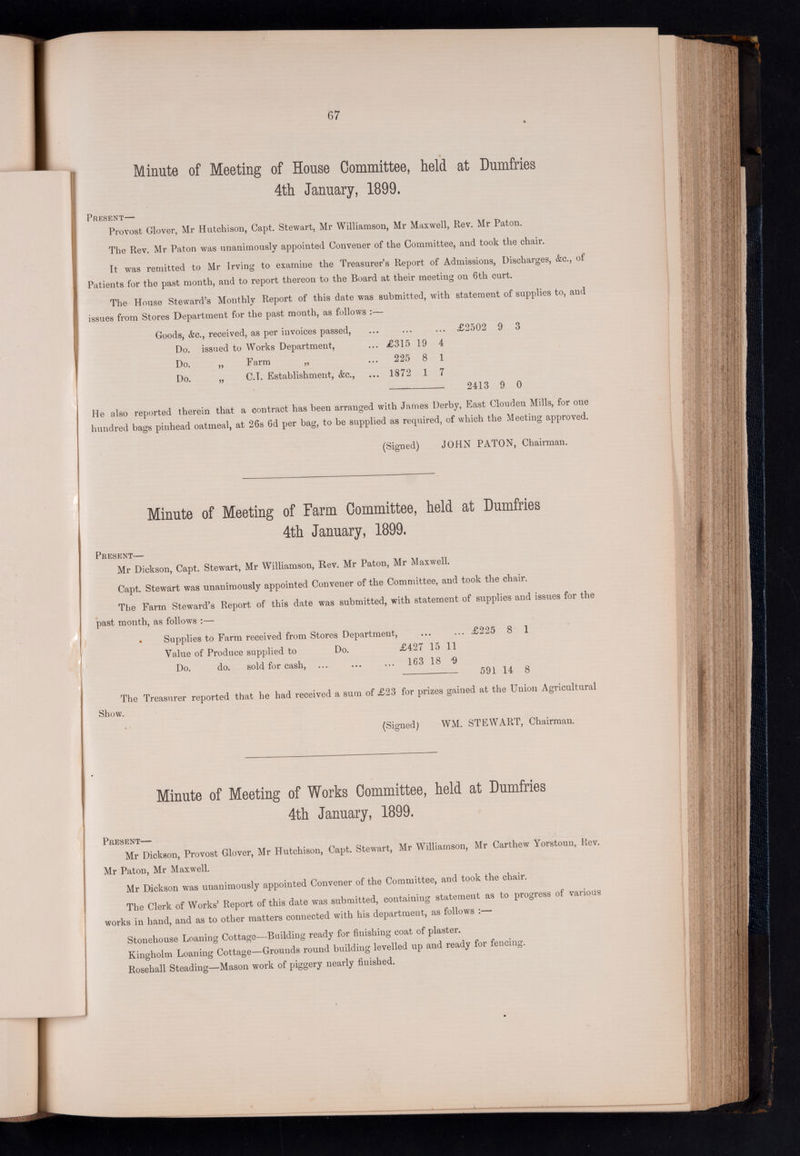 67
Minute of Meeting of House Committee, held at Dumfries
4th January, 1899.
Present—
Provost Glover, Mr Hutchison, Capt. Stewart, Mr Williamson, Mr Maxwell, Rev. Mr Paton.
The Rev. Mr Paton was unanimously appointed Convener of the Committee, and took the chair.
It was remitted to Mr Irving to examine the Treasurer's Report of Admissions, Discharges, &c., of
Patients for the past month, and to report thereon to the Board at their meeting on 6th curt.
The House Steward's Monthly Report of this date was submitted, with statement of supplies to, and
issues from Stores Department for the past month, as follows :—
Goods, &c., received, as per invoices passed, ... ... ... £2502 9 3
Do. issued to Works Department, ... £315 19 4
Do. „ Farm „ ... 225 8 1
Do. „ C.I. Establishment, &c., ... 1872 1 7
2413 9 0
He also reported therein that a contract has been arranged with James Derby, East Clouden Mills, for one
hundred bags pinhead oatmeal, at 26s 6d per bag, to be supplied as required, of which the Meeting approved.
(Signed) JOHN PATON, Chairman.
Minute of Meeting of Farm Committee, held at Dumfries
4th January, 1899.
Present—
Mr Dickson, Capt. Stewart, Mr Williamson, Rev. Mr Paton, Mr Maxwell.
Capt. Stewart was unanimously appointed Convener of the Committee, and took the chair.
The Farm Steward's Report of this date was submitted, with statement of supplies and issues for the
past month, as follows :—
Supplies to Farm received from Stores Department, ... ... £225 8 1
Value of Produce supplied to Do. £427 15 11
Do. do. sold for cash, ... ... ... 163 18 9
591 14 8
The Treasurer reported that he had received a sum of £23 for prizes gained at the Union Agricultural
Show.
(Signed) WM. STEWART, Chairman.
Minute of Meeting of Works Committee, held at Dumfries
4th January, 1899.
Present—
Mr Dickson, Provost Glover, Mr Hutchison, Capt. Stewart, Mr Williamson, Mr Carthew Yorstoun, Rev.
Mr Paton, Mr Maxwell.
Mr Dickson was unanimously appointed Convener of the Committee, and took the chair.
The Clerk of Works' Report of this date was submitted, containing statement as to progress of various
works in hand, and as to other matters connected with his department, as follows :—
Stonehouse Loaning Cottage—Building ready for finishing coat of plaster.
Kingholm Loaning Cottage—Grounds round building levelled up and ready for fencing.
Rosehall Steading—Mason work of piggery nearly finished.